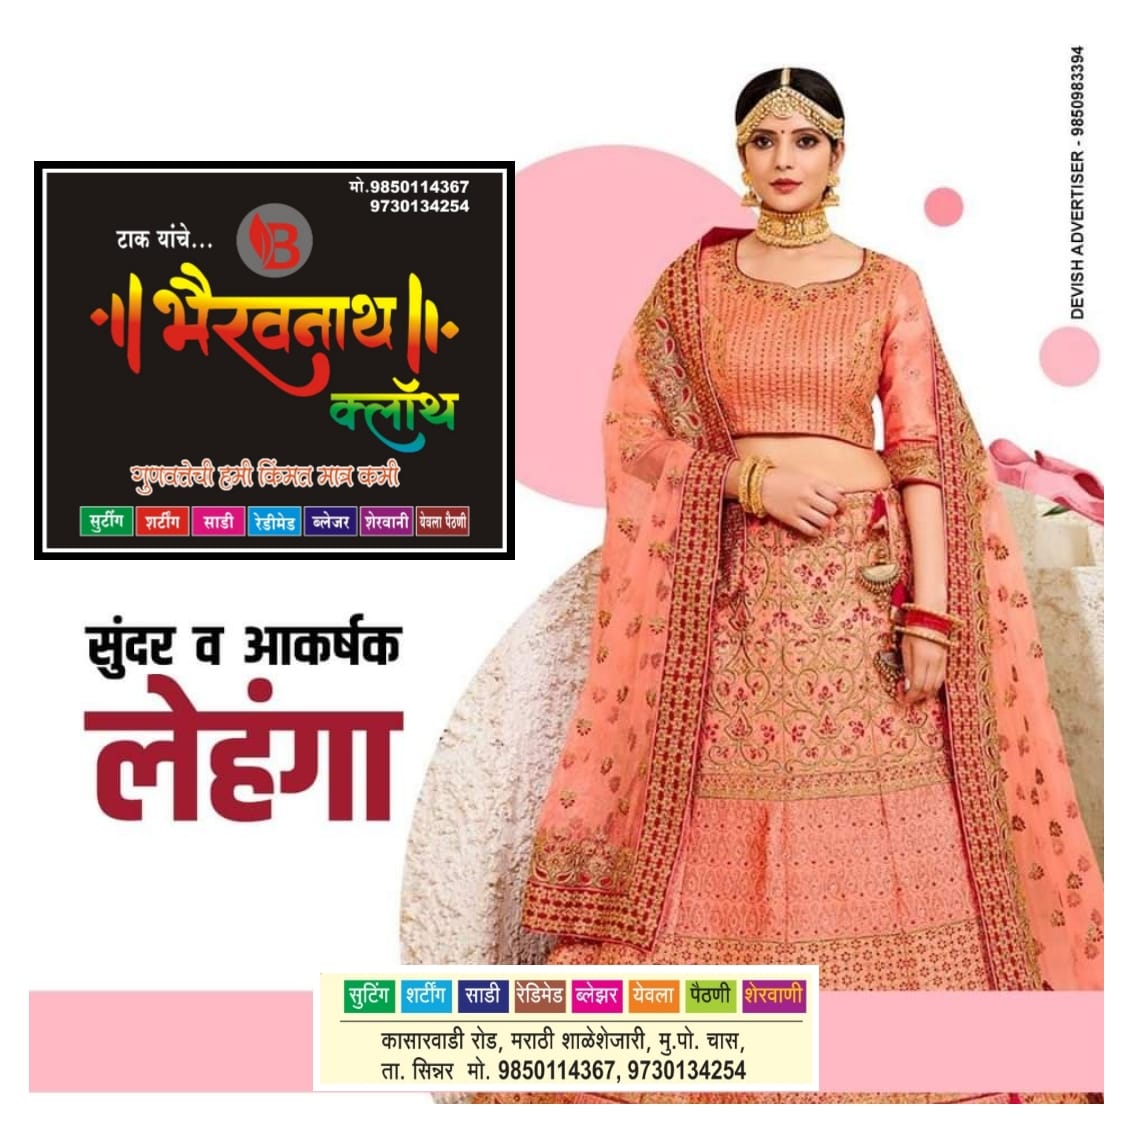 DEVISH ADVERTISER - 9850983394
मो.9850114367
9730134254
टाक यांचे...
B
भैरवनाथ
क्लॉथ
गुणवत्तेची हमी किंमत मात्र कमी
सुर्टीग शर्टींग साडी रेडीमेड ब्लेजर शेरवानी येवला पैठणी
सुंदर व आकर्षक
लेहंगा
सुटिंग शर्टींग साडी रेडिमेड ब्लेझर येवला पैठणी शेरवाणी
कासारवाडी रोड, मराठी शाळेशेजारी, मु.पो. चास,
ता. सिन्नर मो. 9850114367, 9730134254